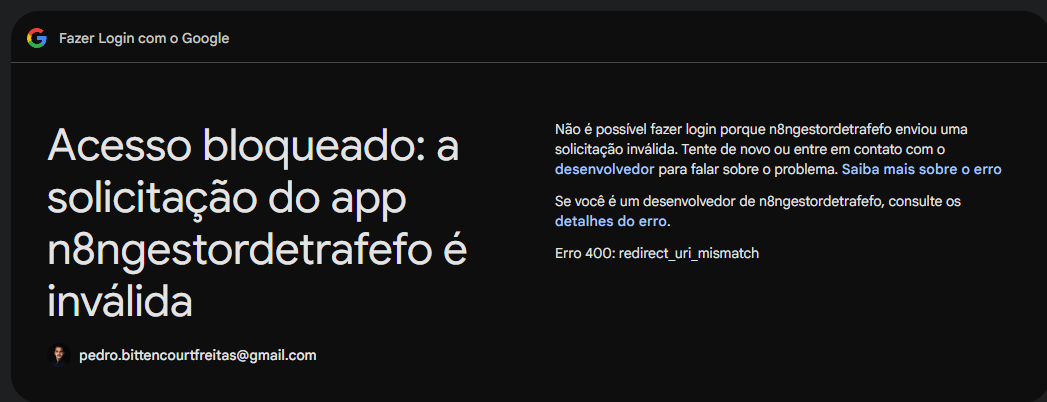 Fazer Login com o Google
Acesso bloqueado: a
solicitação do app
n8ngestordetrafefo é
inválida
pedro.bittencourtfreitas@gmail.com
Não é possível fazer login porque n8ngestordetrafefo enviou uma
solicitação inválida. Tente de novo ou entre em contato com o
desenvolvedor para falar sobre o problema. Saiba mais sobre o erro
Se você é um desenvolvedor de n8ngestordetrafefo, consulte os
detalhes do erro.
Erro 400: redirect_uri_mismatch